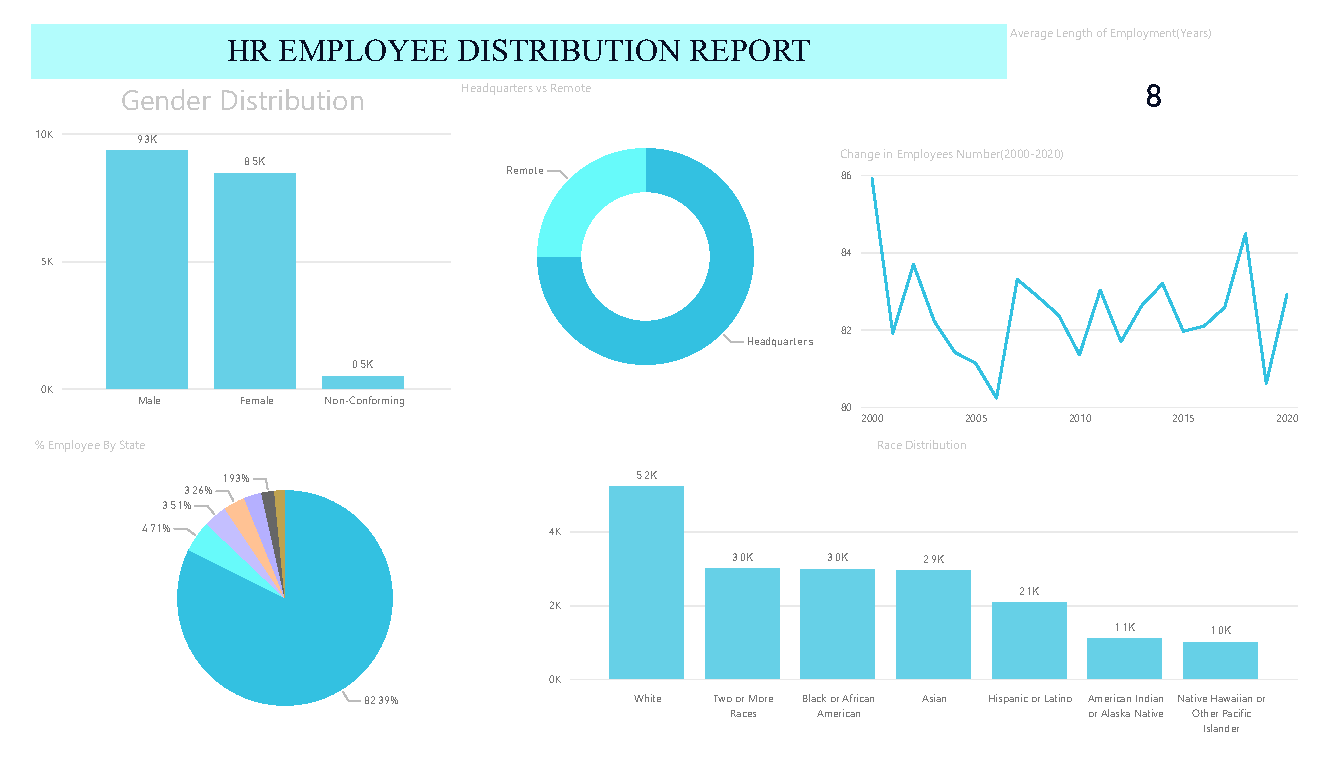 HR EMPLOYEE DISTRIBUTION REPORT
Average Length of Employment(Years)
8
Gender Distribution
10K
5K
0K
9 3K
8 5K
0 5K
Male
Female
Non-Conforming
Headquarters vs Remote
Remote
Headquarters
Change in Employees Number(2000-2020)
86
84
82
80
2000
2005
2010
2015
2020
% Employee By State
1 93%
3 26%
3 51%
4 71%
82 39%
Race Distribution
4K
2K
0K
5 2K
3 0K
3 0K
2 9K
2 1K
1 1K
1 0K
White
Two or More
Races
Black or African
American
Asian
Hispanic or Latino
American Indian
or Alaska Native
Native Hawaiian or
Other Pacific
Islander